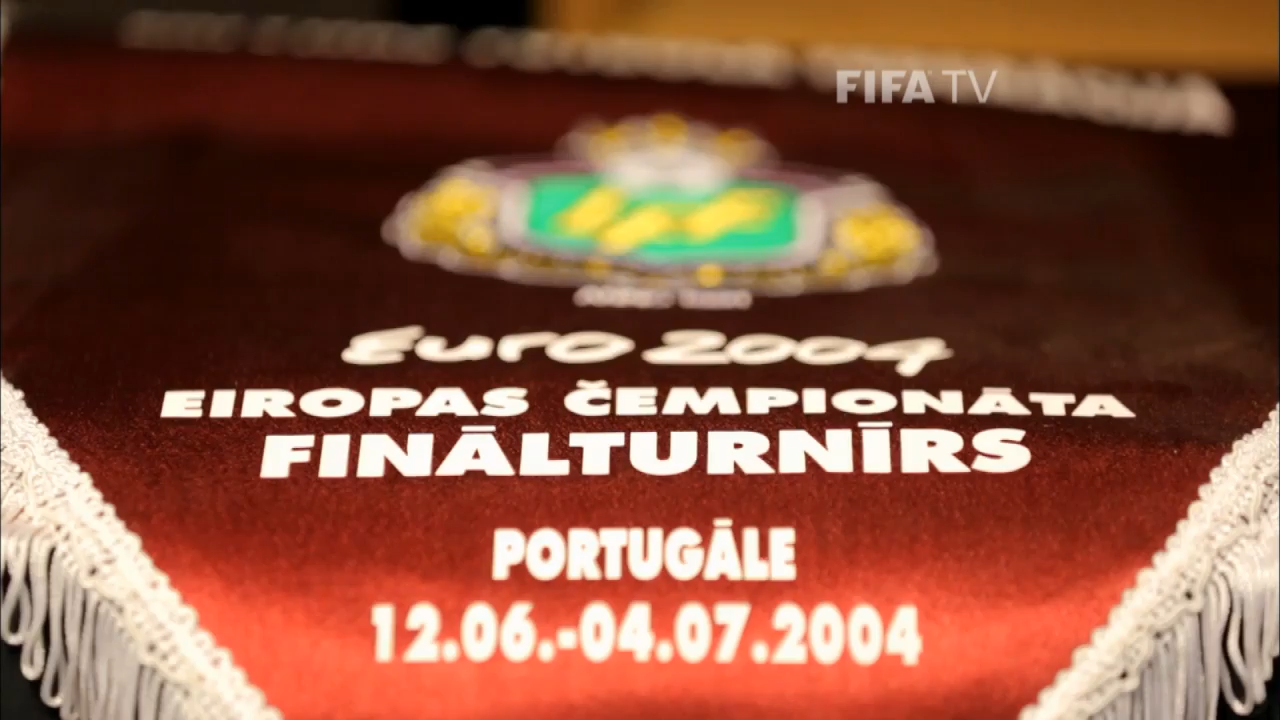 FIFA TV
Euro 2004
EIROPAS ČEMPIONĀTA
FINĀLTURNĪRS
PORTUGĀLE
12.06.-04.07.2004